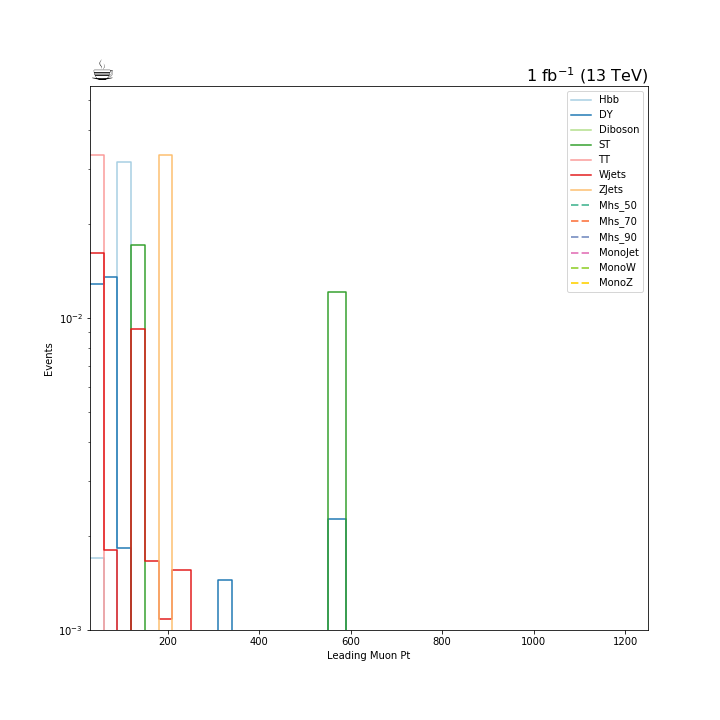 ☕ 1 fb⁻¹ (13 TeV)
Hbb
DY
Diboson
ST
TT
Wjets
ZJets
Mhs_50
Mhs_70
Mhs_90
MonoJet
MonoW
MonoZ
10⁻²
10⁻³
Events
200 400 600 800 1000 1200
Leading Muon Pt